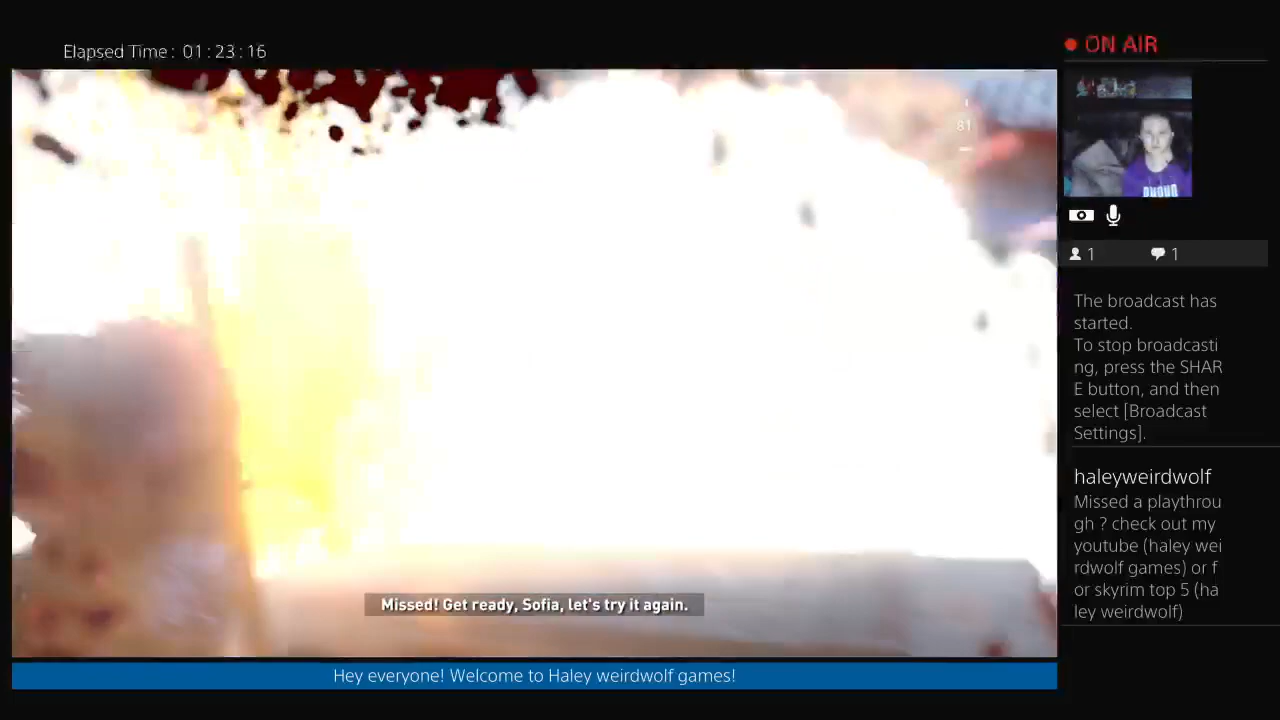 Elapsed Time: 01:23:16
ON AIR
81
1
1
The broadcast has
started.
To stop broadcasti
ng, press the SHAR
E button, and then
select [Broadcast
Settings].
haleyweirdwolf
Missed a playthrou
gh ? check out my
youtube (haley wei
rdwolf games) or f
or skyrim top 5 (ha
ley weirdwolf)
Missed! Get ready, Sofia, let's try it again.
Hey everyone! Welcome to Haley weirdwolf games!